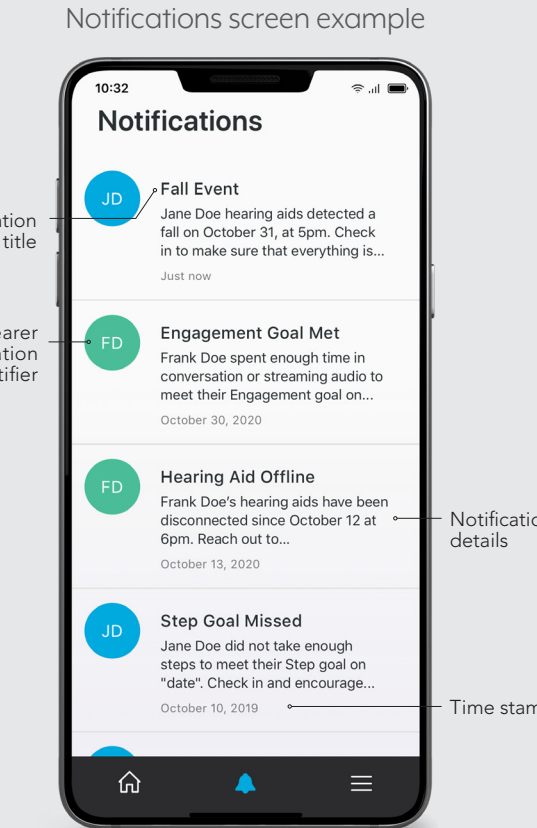 Notifications screen example
10:32
Notifications
JD
Fall Event
Jane Doe hearing aids detected a
fall on October 31, at 5pm. Check
in to make sure that everything is...
Just now
title
FD
Engagement Goal Met
Frank Doe spent enough time in
conversation or streaming audio to
meet their Engagement goal on...
October 30, 2020
FD
Hearing Aid Offline
Frank Doe's hearing aids have been
disconnected since October 12 at
6pm. Reach out to...
October 13, 2020
details
JD
Step Goal Missed
Jane Doe did not take enough
steps to meet their Step goal on
"date". Check in and encourage...
October 10, 2019
Time